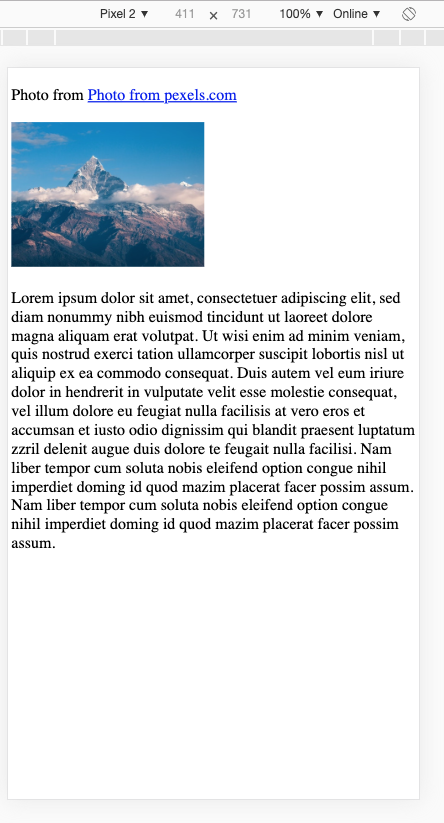 Pixel 2 ▼ 411 × 731 100% ▼ Online ▼
Photo from Photo from pexels.com
Lorem ipsum dolor sit amet, consectetuer adipiscing elit, sed
diam nonummy nibh euismod tincidunt ut laoreet dolore
magna aliquam erat volutpat. Ut wisi enim ad minim veniam,
quis nostrud exerci tation ullamcorper suscipit lobortis nisl ut
aliquip ex ea commodo consequat. Duis autem vel eum iriure
dolor in hendrerit in vulputate velit esse molestie consequat,
vel illum dolore eu feugiat nulla facilisis at vero eros et
accumsan et iusto odio dignissim qui blandit praesent luptatum
zzril delenit augue duis dolore te feugait nulla facilisi. Nam
liber tempor cum soluta nobis eleifend option congue nihil
imperdiet doming id quod mazim placerat facer possim assum.
Nam liber tempor cum soluta nobis eleifend option congue
nihil imperdiet doming id quod mazim placerat facer possim
assum.